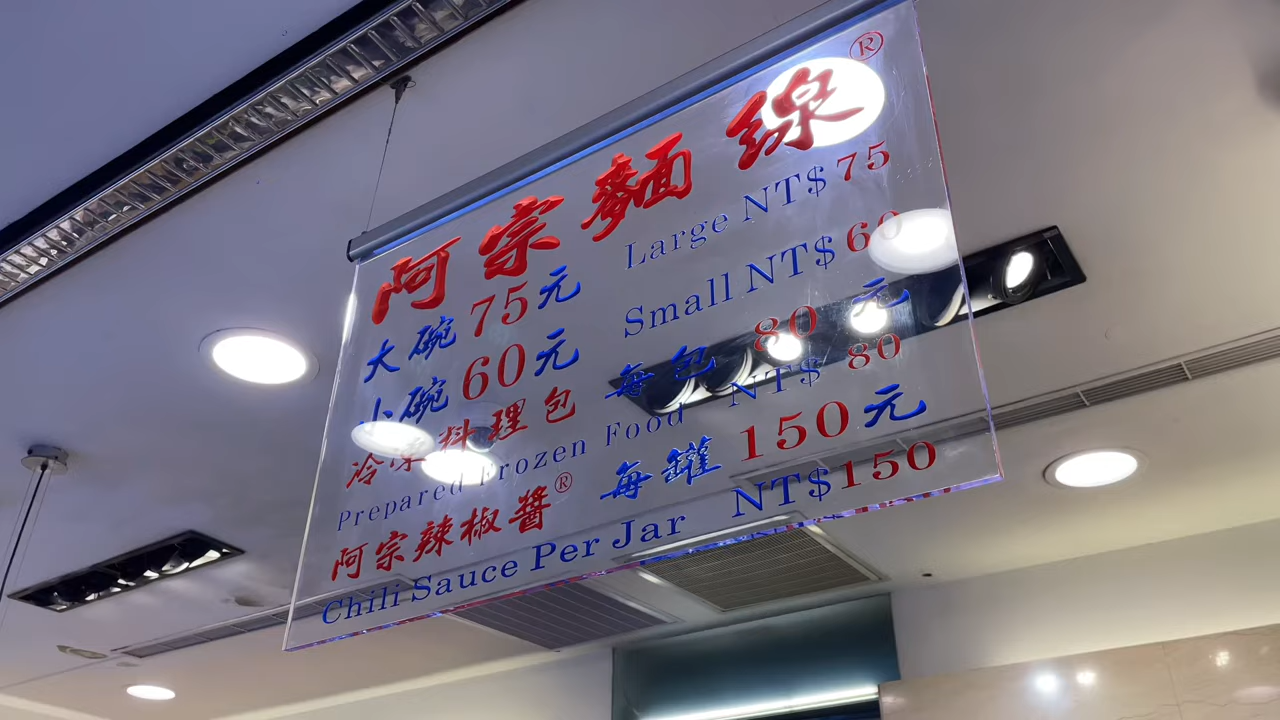 阿宗麵線®
大碗75元 Large NT$75
小碗60元 Small NT$60
冷凍料理包 每包 80元
Prepared Frozen Food NT$ 80
阿宗辣椒醬® 每罐 150元
Chili Sauce Per Jar NT$150